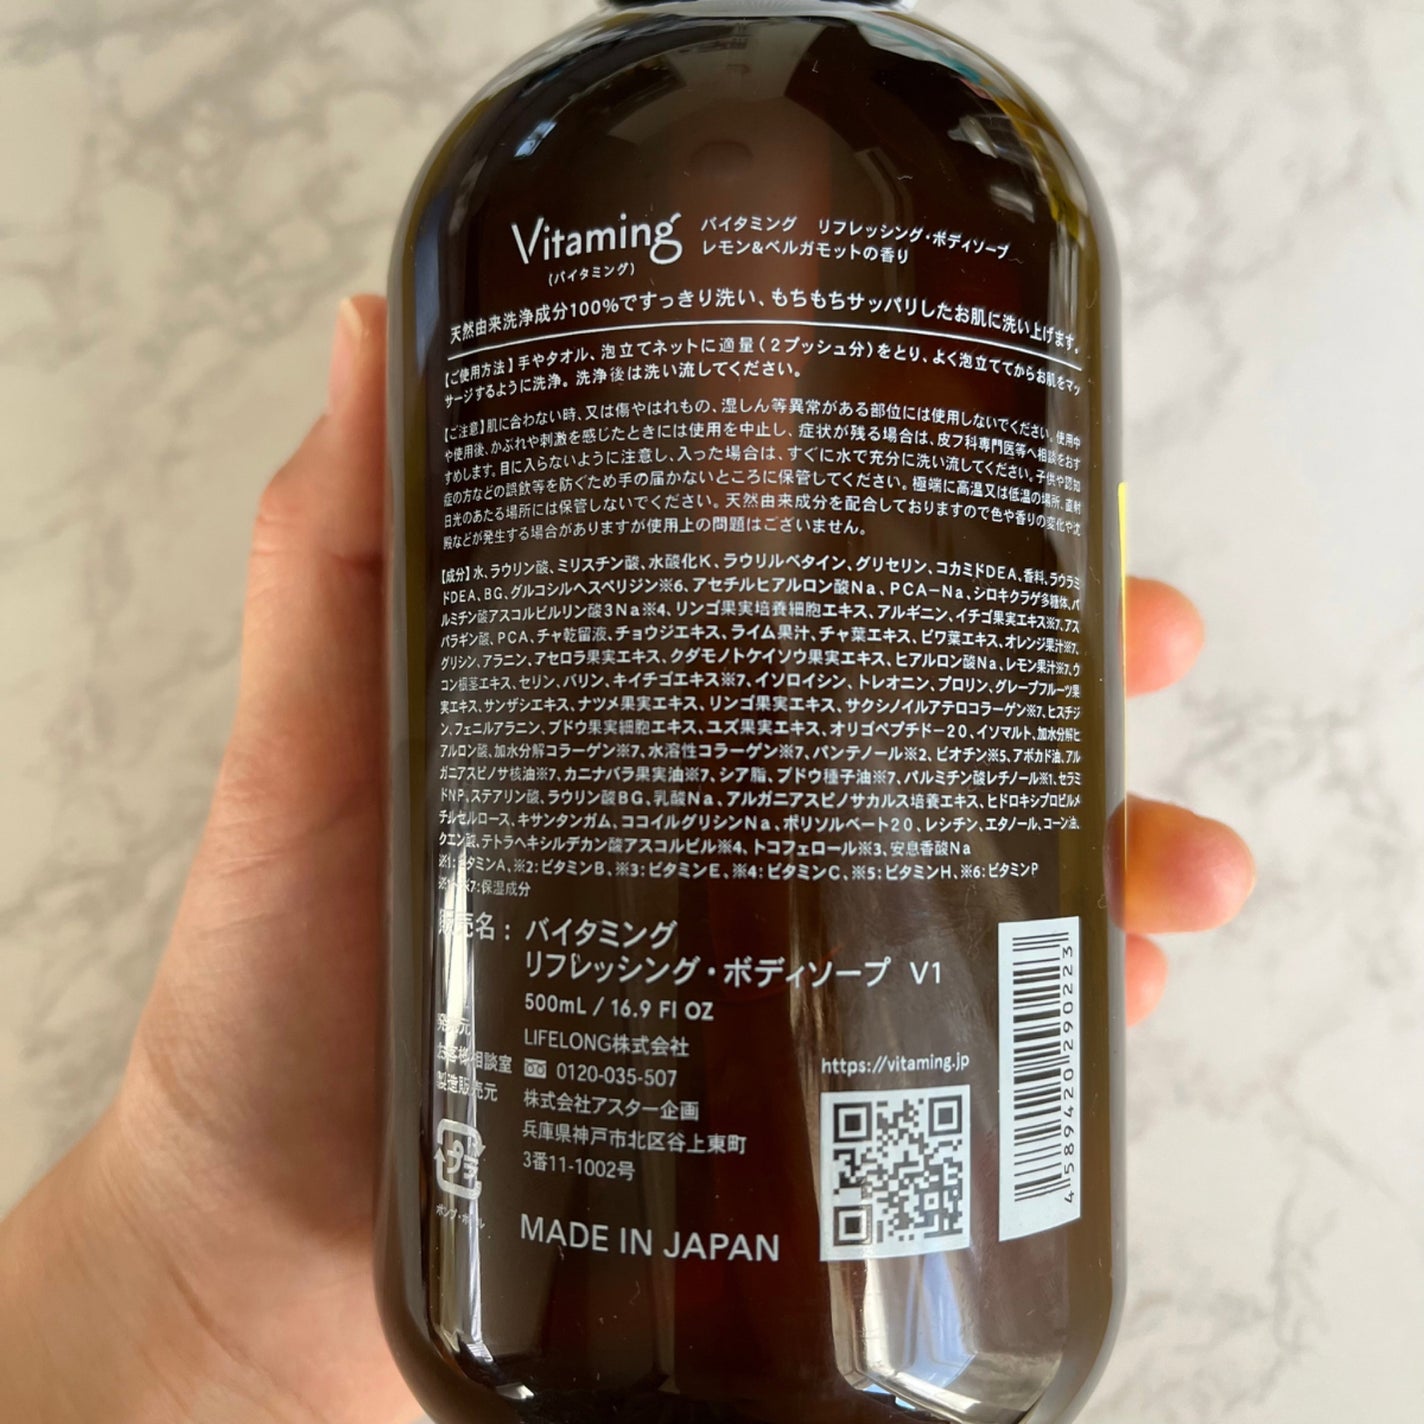 Vitaming
(バイタミング)
バイタミング リフレッシング・ボディソープ
レモン&ベルガモットの香り
天然由来洗浄成分100%ですっきり洗い、もちもちサッパリしたお肌に洗い上げます。
【ご使用方法】手やタオル、泡立てネットに適量(2プッシュ分)をとり、よく泡立ててからお肌をマッ
サージするように洗浄。洗浄後は洗い流してください。
【ご注意】肌に合わない時、又は傷やはれもの、湿しん等異常がある部位には使用しないでください。使用中
や使用後、かぶれや刺激を感じたときには使用を中止し、症状が残る場合は、皮フ科専門医等へ相談をおす
すめします。目に入らないように注意し、入った場合は、すぐに水で充分に洗い流してください。子供や認知
症の方などの誤飲等を防ぐため手の届かないところに保管してください。極端に高温又は低温の場所、直射
日光のあたる場所には保管しないでください。天然由来成分を配合しておりますので色や香りの変化や沈
殿などが発生する場合がありますが使用上の問題はございません。
【成分】水、ラウリン酸、ミリスチン酸、水酸化K、ラウリルベタイン、グリセリン、コカミドDEA、香料、ラウラミ
ドDEA、BG、グルコシルヘスペリジン※6、アセチルヒアルロン酸Na、PCA-Na、シロキクラゲ多糖体、パ
ルミチン酸アスコルビルリン酸3Na※4、リンゴ果実培養細胞エキス、アルギニン、イチゴ果実エキス※7、アス
パラギン酸、PCA、チャ乾留液、チョウジエキス、ライム果汁、チャ葉エキス、ビワ葉エキス、オレンジ果汁※7、
グリシン、アラニン、アセロラ果実エキス、クダモノトケイソウ果実エキス、ヒアルロン酸Na、レモン果汁※7、ウ
コン根茎エキス、セリン、バリン、キイチゴエキス※7、イソロイシン、トレオニン、プロリン、グレープフルーツ果
実エキス、サンザシエキス、ナツメ果実エキス、リンゴ果実エキス、サクシノイルアテロコラーゲン※7、ヒスチジ
ン、フェニルアラニン、ブドウ果実細胞エキス、ユズ果実エキス、オリゴペプチド-20、イソマルト、加水分解ヒ
アルロン酸、加水分解コラーゲン※7、水溶性コラーゲン※7、パンテノール※2、ビオチン※5、アボカド油、アル
ガニアスピノサ核油※7、カニナバラ果実油※7、シア脂、ブドウ種子油※7、パルミチン酸レチノール※1、セラミ
ドNP、ステアリン酸、ラウリン酸BG、乳酸Na、アルガニアスピノサカルス培養エキス、ヒドロキシプロピルメ
チルセルロース、キサンタンガム、ココイルグリシンNa、ポリソルベート20、レシチン、エタノール、コーン油、
クエン酸、テトラヘキシルデカン酸アスコルビル※4、トコフェロール※3、安息香酸Na
※1:ビタミンA、※2:ビタミンB、※3:ビタミンE、※4:ビタミンC、※5:ビタミンH、※6:ビタミンP
※7:保湿成分
販売名: バイタミング
リフレッシング・ボディソープ V1
500mL / 16.9 Fl OZ
発売元 LIFELONG株式会社
お客様相談室 0120-035-507
製造販売元 株式会社アスター企画
兵庫県神戸市北区谷上東町
3番11-1002号
プラ
ポンプ・ボトル
MADE IN JAPAN
https://vitaming.jp
4 589420 290223